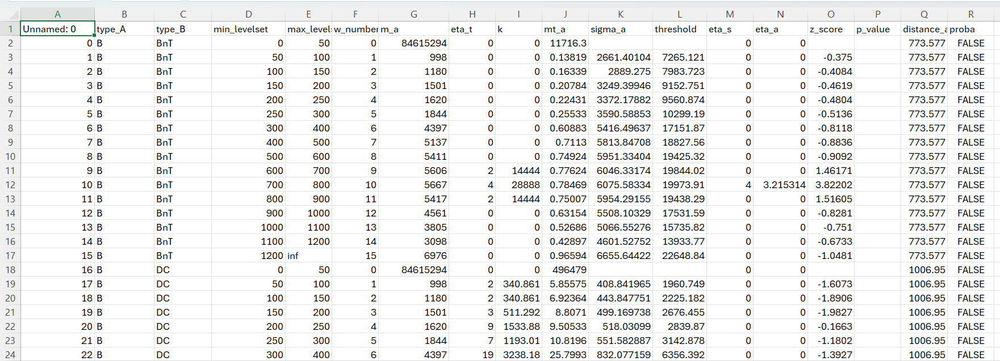 A B C D E F G H I J K L M N O P Q R
1 Unnamed: 0 type_A type_B min_levelset max_level w_number m_a eta_t k mt_a sigma_a threshold eta_s eta_a z_score p_value distance_a proba
2 0 B BnT 0 50 0 84615294 0 0 11716.3 0 0 773.577 FALSE
3 1 B BnT 50 100 1 998 0 0 0.13819 2661.40104 7265.121 0 0 -0.375 773.577 FALSE
4 2 B BnT 100 150 2 1180 0 0 0.16339 2889.275 7983.723 0 0 -0.4084 773.577 FALSE
5 3 B BnT 150 200 3 1501 0 0 0.20784 3249.39946 9152.751 0 0 -0.4619 773.577 FALSE
6 4 B BnT 200 250 4 1620 0 0 0.22431 3372.17882 9560.874 0 0 -0.4804 773.577 FALSE
7 5 B BnT 250 300 5 1844 0 0 0.25533 3590.58853 10299.19 0 0 -0.5136 773.577 FALSE
8 6 B BnT 300 400 6 4397 0 0 0.60883 5416.49637 17151.87 0 0 -0.8118 773.577 FALSE
9 7 B BnT 400 500 7 5137 0 0 0.7113 5813.84708 18827.56 0 0 -0.8836 773.577 FALSE
10 8 B BnT 500 600 8 5411 0 0 0.74924 5951.33404 19425.32 0 0 -0.9092 773.577 FALSE
11 9 B BnT 600 700 9 5606 2 14444 0.77624 6046.33174 19844.02 0 0 1.46171 773.577 FALSE
12 10 B BnT 700 800 10 5667 4 28888 0.78469 6075.58334 19973.91 4 3.215314 3.82202 773.577 FALSE
13 11 B BnT 800 900 11 5417 2 14444 0.75007 5954.29155 19438.29 0 0 1.51605 773.577 FALSE
14 12 B BnT 900 1000 12 4561 0 0 0.63154 5508.10329 17531.59 0 0 -0.8281 773.577 FALSE
15 13 B BnT 1000 1100 13 3805 0 0 0.52686 5066.55276 15735.82 0 0 -0.751 773.577 FALSE
16 14 B BnT 1100 1200 14 3098 0 0 0.42897 4601.52752 13933.77 0 0 -0.6733 773.577 FALSE
17 15 B BnT 1200 inf 15 6976 0 0 0.96594 6655.64422 22648.84 0 0 -1.0481 773.577 FALSE
18 16 B DC 0 50 0 84615294 0 0 496479 0 0 1006.95 FALSE
19 17 B DC 50 100 1 998 2 340.861 5.85575 408.841965 1960.749 0 0 -1.6073 1006.95 FALSE
20 18 B DC 100 150 2 1180 2 340.861 6.92364 443.847751 2225.182 0 0 -1.8906 1006.95 FALSE
21 19 B DC 150 200 3 1501 3 511.292 8.8071 499.169738 2676.455 0 0 -1.9827 1006.95 FALSE
22 20 B DC 200 250 4 1620 9 1533.88 9.50533 518.03099 2839.87 0 0 -0.1663 1006.95 FALSE
23 21 B DC 250 300 5 1844 7 1193.01 10.8196 551.582887 3142.878 0 0 -1.1802 1006.95 FALSE
24 22 B DC 300 400 6 4397 19 3238.18 25.7993 832.077159 6356.392 0 0 -1.3927 1006.95 FALSE